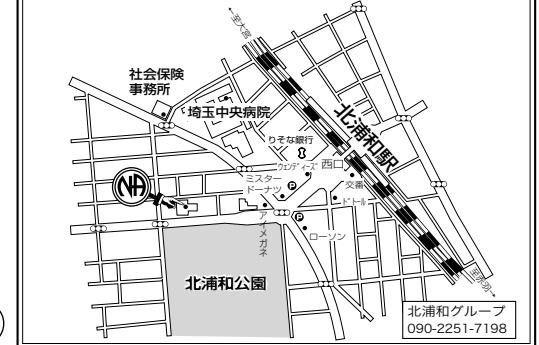 至大宮
社会保険
事務所
埼玉中央病院
北浦和駅
りそな銀行
ウェンディーズ
西口
ミスター
ドーナツ
P
交番
ドトール
NA
アイメガネ
P
ローソン
北浦和公園
至赤羽
北浦和グループ
090-2251-7198